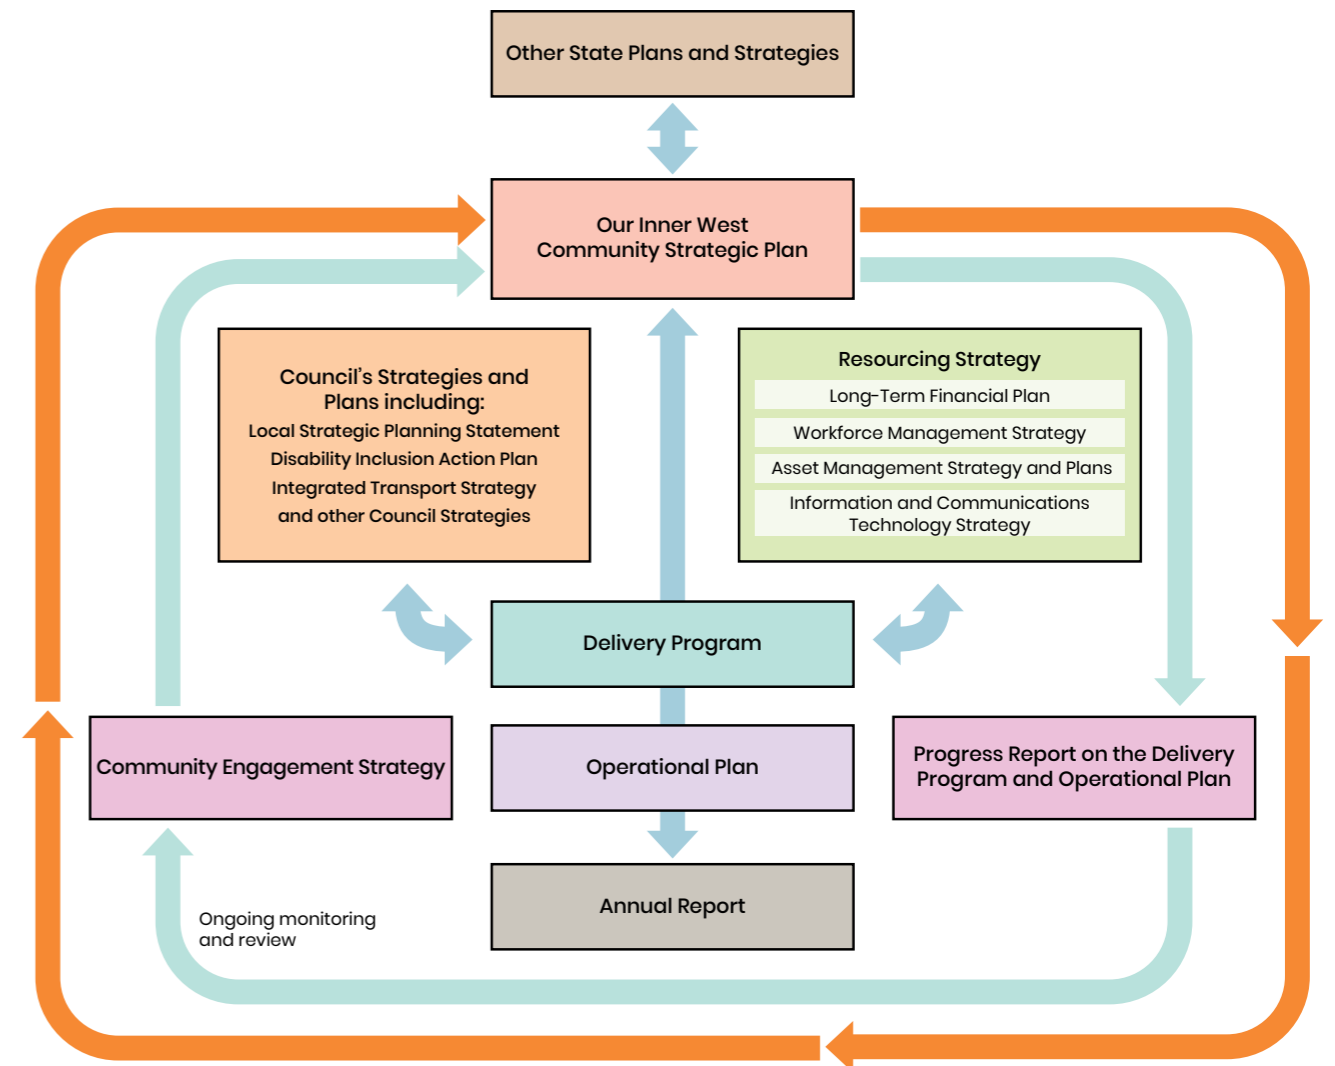 Other State Plans and Strategies
Our Inner West
Community Strategic Plan
Council’s Strategies and
Plans including:
Local Strategic Planning Statement
Disability Inclusion Action Plan
Integrated Transport Strategy
and other Council Strategies
Resourcing Strategy
Long-Term Financial Plan
Workforce Management Strategy
Asset Management Strategy and Plans
Information and Communications
Technology Strategy
Delivery Program
Community Engagement Strategy
Operational Plan
Progress Report on the Delivery
Program and Operational Plan
Annual Report
Ongoing monitoring
and review